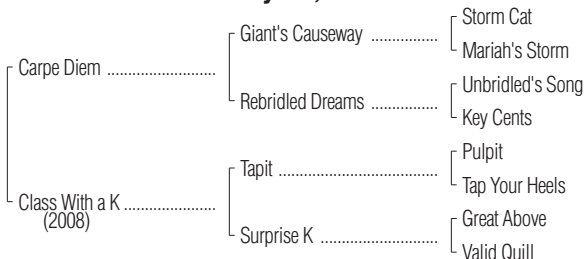 Storm Cat
Giant's Causeway ................
Mariah's Storm
Carpe Diem ..........................
Unbridled's Song
Rebridled Dreams ..................
Key Cents
Pulpit
Tapit ......................................
Tap Your Heels
Class With a K ......................
(2008)
Great Above
Surprise K ............................
Valid Quill